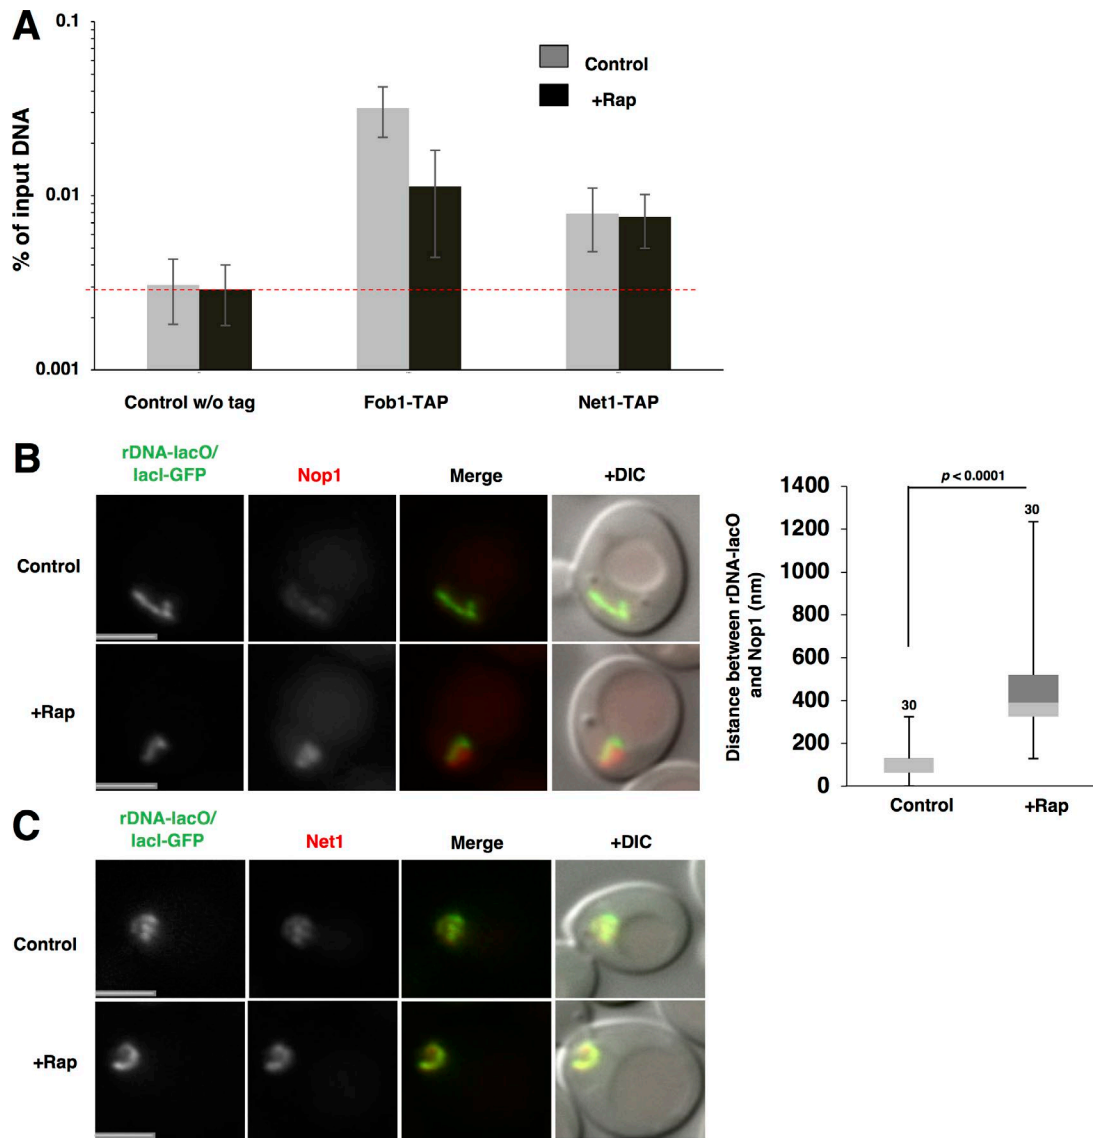 A
0.1
0.01
0.001
% of input DNA
Control
+Rap
Control w/o tag
Fob1-TAP
Net1-TAP
B
rDNA-lacO/
lacI-GFP
Nop1
Merge
+DIC
Control
+Rap
p < 0.0001
1400
1200
1000
800
600
400
200
0
30
30
Distance between rDNA-lacO
and Nop1 (nm)
Control
+Rap
C
rDNA-lacO/
lacI-GFP
Net1
Merge
+DIC
Control
+Rap